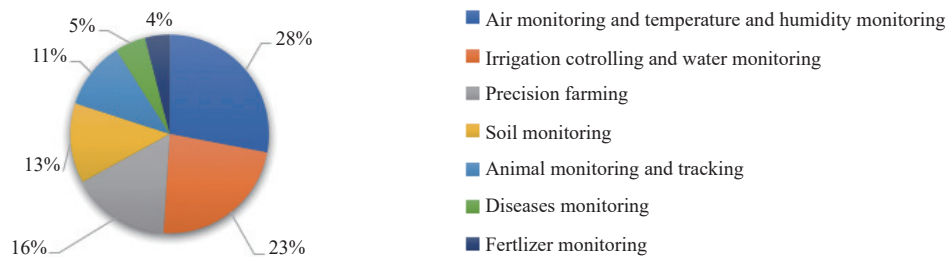 4%
5%
28%
11%
13%
16%
23%
Air monitoring and temperature and humidity monitoring
Irrigation cotrolling and water monitoring
Precision farming
Soil monitoring
Animal monitoring and tracking
Diseases monitoring
Fertlizer monitoring